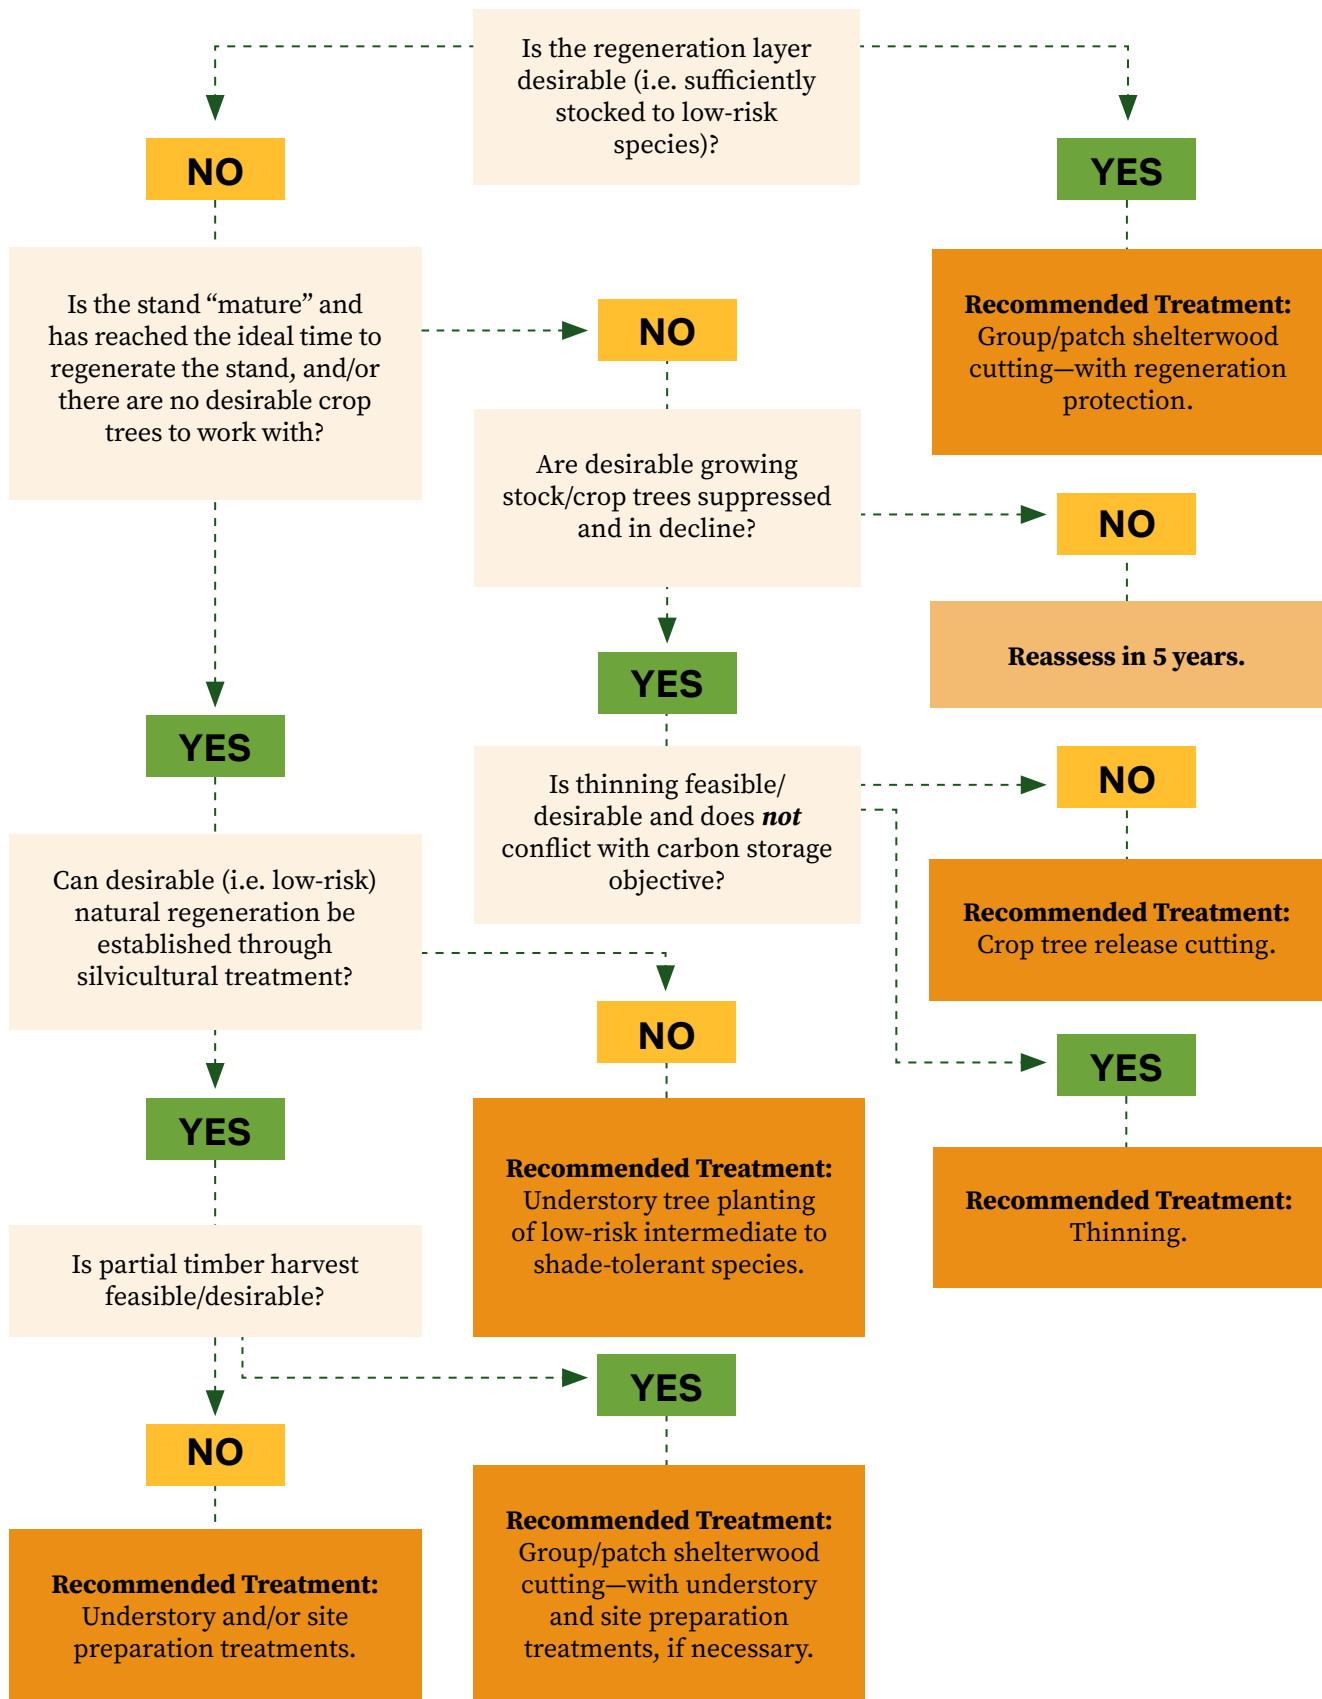 Is the regeneration layer
desirable (i.e. sufficiently
stocked to low-risk
species)?
NO
YES
Is the stand “mature” and
has reached the ideal time to
regenerate the stand, and/or
there are no desirable crop
trees to work with?
NO
Recommended Treatment:
Group/patch shelterwood
cutting—with regeneration
protection.
Are desirable growing
stock/crop trees suppressed
and in decline?
NO
Reassess in 5 years.
YES
YES
Is thinning feasible/
desirable and does not
conflict with carbon storage
objective?
NO
Recommended Treatment:
Crop tree release cutting.
Can desirable (i.e. low-risk)
natural regeneration be
established through
silvicultural treatment?
NO
YES
Recommended Treatment:
Thinning.
YES
Recommended Treatment:
Understory tree planting
of low-risk intermediate to
shade-tolerant species.
Is partial timber harvest
feasible/desirable?
YES
NO
Recommended Treatment:
Group/patch shelterwood
cutting—with understory
and site preparation
treatments, if necessary.
Recommended Treatment:
Understory and/or site
preparation treatments.